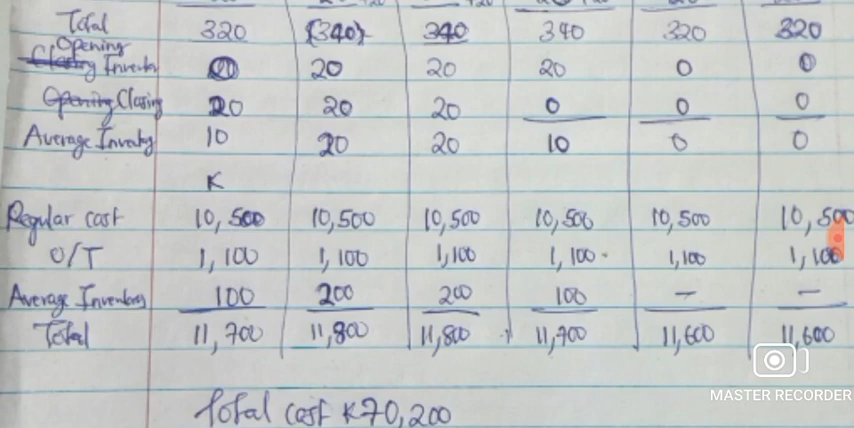 Total 320 (340) 340 340 320 320
Opening
Closing Inventory 0 20 20 20 0 0
Opening Closing 20 20 20 0 0 0
Average Inventory 10 20 20 10 0 0
K
Regular cost 10,500 10,500 10,500 10,500 10,500 10,500
O/T 1,100 1,100 1,100 1,100 1,100 1,100
Average Inventory 100 200 200 100 — —
Total 11,700 11,800 11,800 11,700 11,600 11,600
Total cost K70,200
MASTER RECORDER